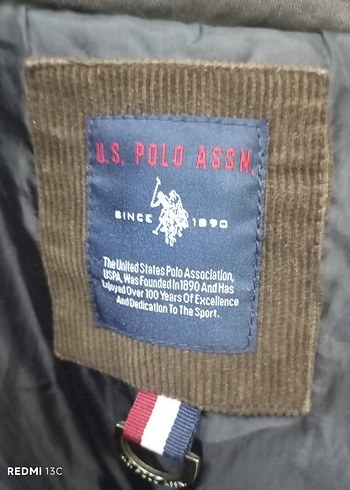 U.S. POLO ASSN.
SINCE 1890
The United States Polo Association,
USPA, Was Founded In 1890 And Has
Enjoyed Over 100 Years Of Excellence
And Dedication To The Sport.
REDMI 13C